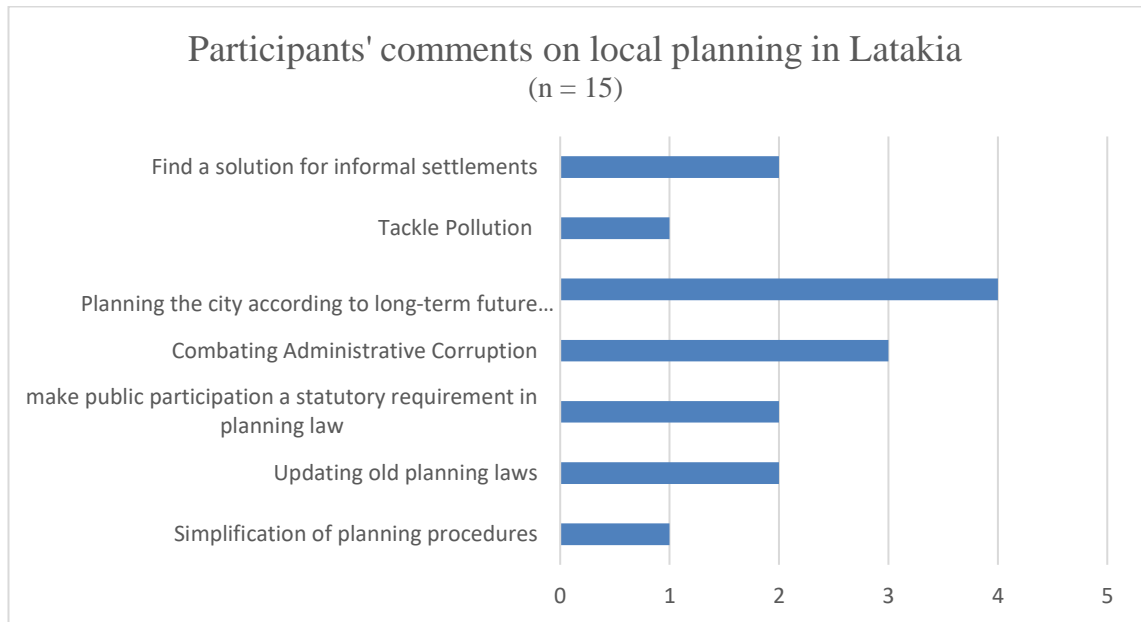 Participants' comments on local planning in Latakia
(n = 15)
Find a solution for informal settlements
Tackle Pollution
Planning the city according to long-term future…
Combating Administrative Corruption
make public participation a statutory requirement in
planning law
Updating old planning laws
Simplification of planning procedures
0 1 2 3 4 5